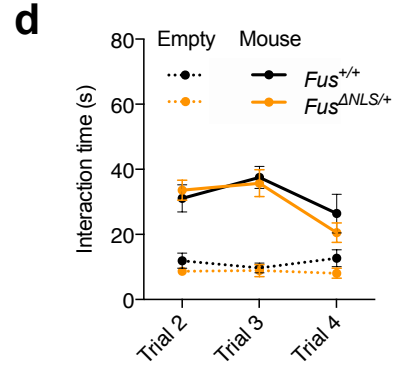 d
Empty Mouse
Fus+/+
FusΔNLS/+
Interaction time (s)
80
60
40
20
0
Trial 2
Trial 3
Trial 4